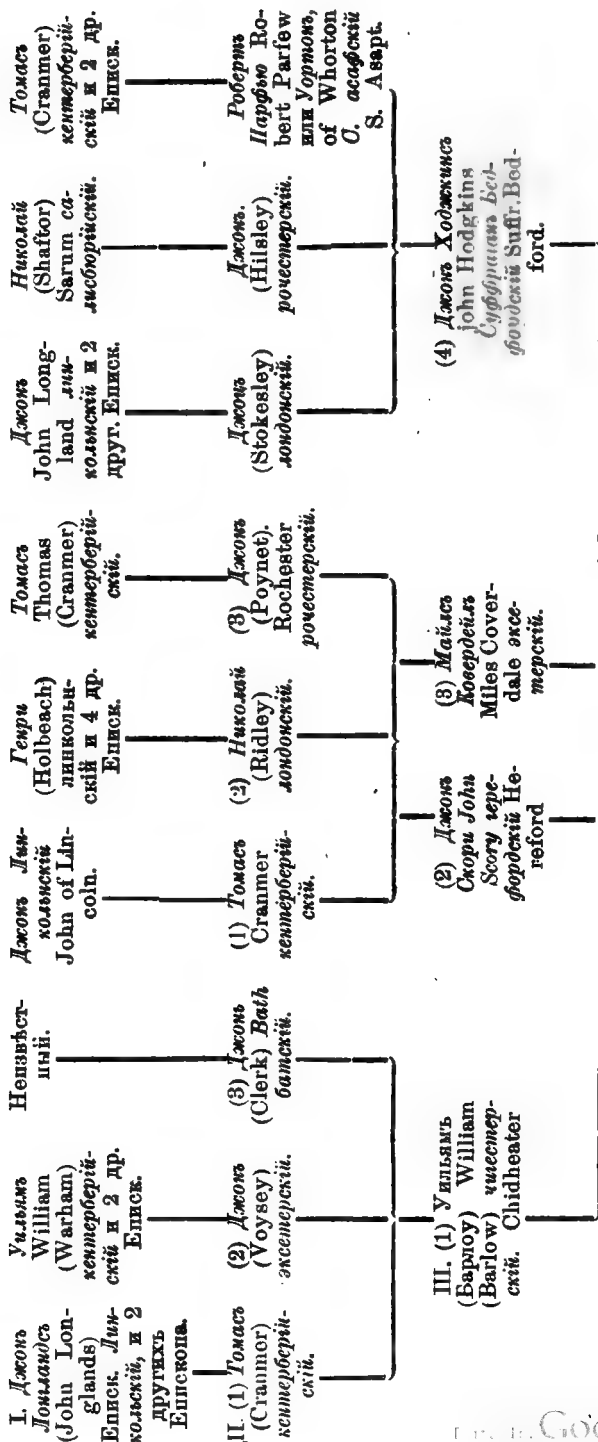 I. Джонъ
Лонгландсъ
(John Lon-
glands)
Еписк. Лин-
кольскій, и 2
другихъ
Епископа.
Уильямъ
William
(Warham)
кентерберій-
скій и 2 др.
Еписк.
Неизвѣст-
ный.
Джонъ Лин-
кольнскій
John of Lin-
coln.
Генри
(Holbeach)
линкольн-
скій и 4 др.
Еписк.
Томасъ
Thomas
(Cranmer)
кентерберій-
скій.
Джонъ
John Long-
land лин-
кольнскій и 2
друг. Еписк.
Николай
(Shaftor)
Sarum са-
лисбюрійскій.
Томасъ
(Cranmer)
кентерберій-
скій и 2 др.
Еписк.
II. (1) Томасъ
(Cranmer)
кентерберій-
скій.
(2) Джонъ
(Voysey)
эксетерскій.
(3) Джонъ
(Clerk) Bath
батскій.
(1) Томасъ
Cranmer
кентерберій-
скій.
(2) Николай
(Ridley)
лондонскій.
(3) Джонъ
(Poynet).
Rochester
рочестерскій.
Джонъ
(Stokesley)
лондонскій.
Джонъ.
(Hilsley)
рочестерскій.
Робертъ
Парфью Ro-
bert Parfew
или Уортонъ,
of Whorton
С. асафскій
S. Asapt.
III. (1) Уильямъ
(Барлоу) William
(Barlow) чичестер-
скій. Chidheater
(2) Джонъ
Скори John
Scory гере-
фордскій He-
reford
(3) Майлсъ
Ковердейлъ
Miles Cover-
dale эксе-
терскій.
(4) Джонъ Ходжкинсъ
john Hodgkins
Суффраганъ Бед-
фордскій Suffr. Bed-
ford.